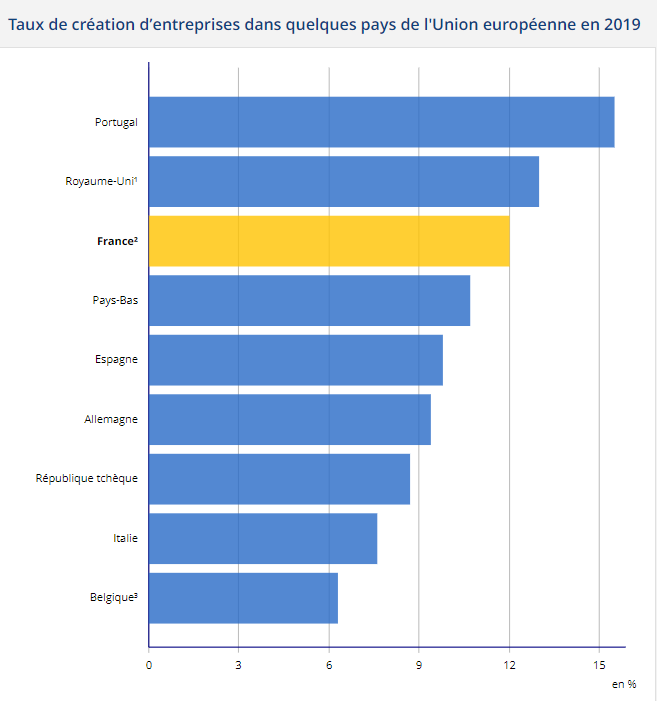 Taux de création d’entreprises dans quelques pays de l'Union européenne en 2019
Portugal
Royaume-Uni¹
France²
Pays-Bas
Espagne
Allemagne
République tchèque
Italie
Belgique³
0 3 6 9 12 15
en %